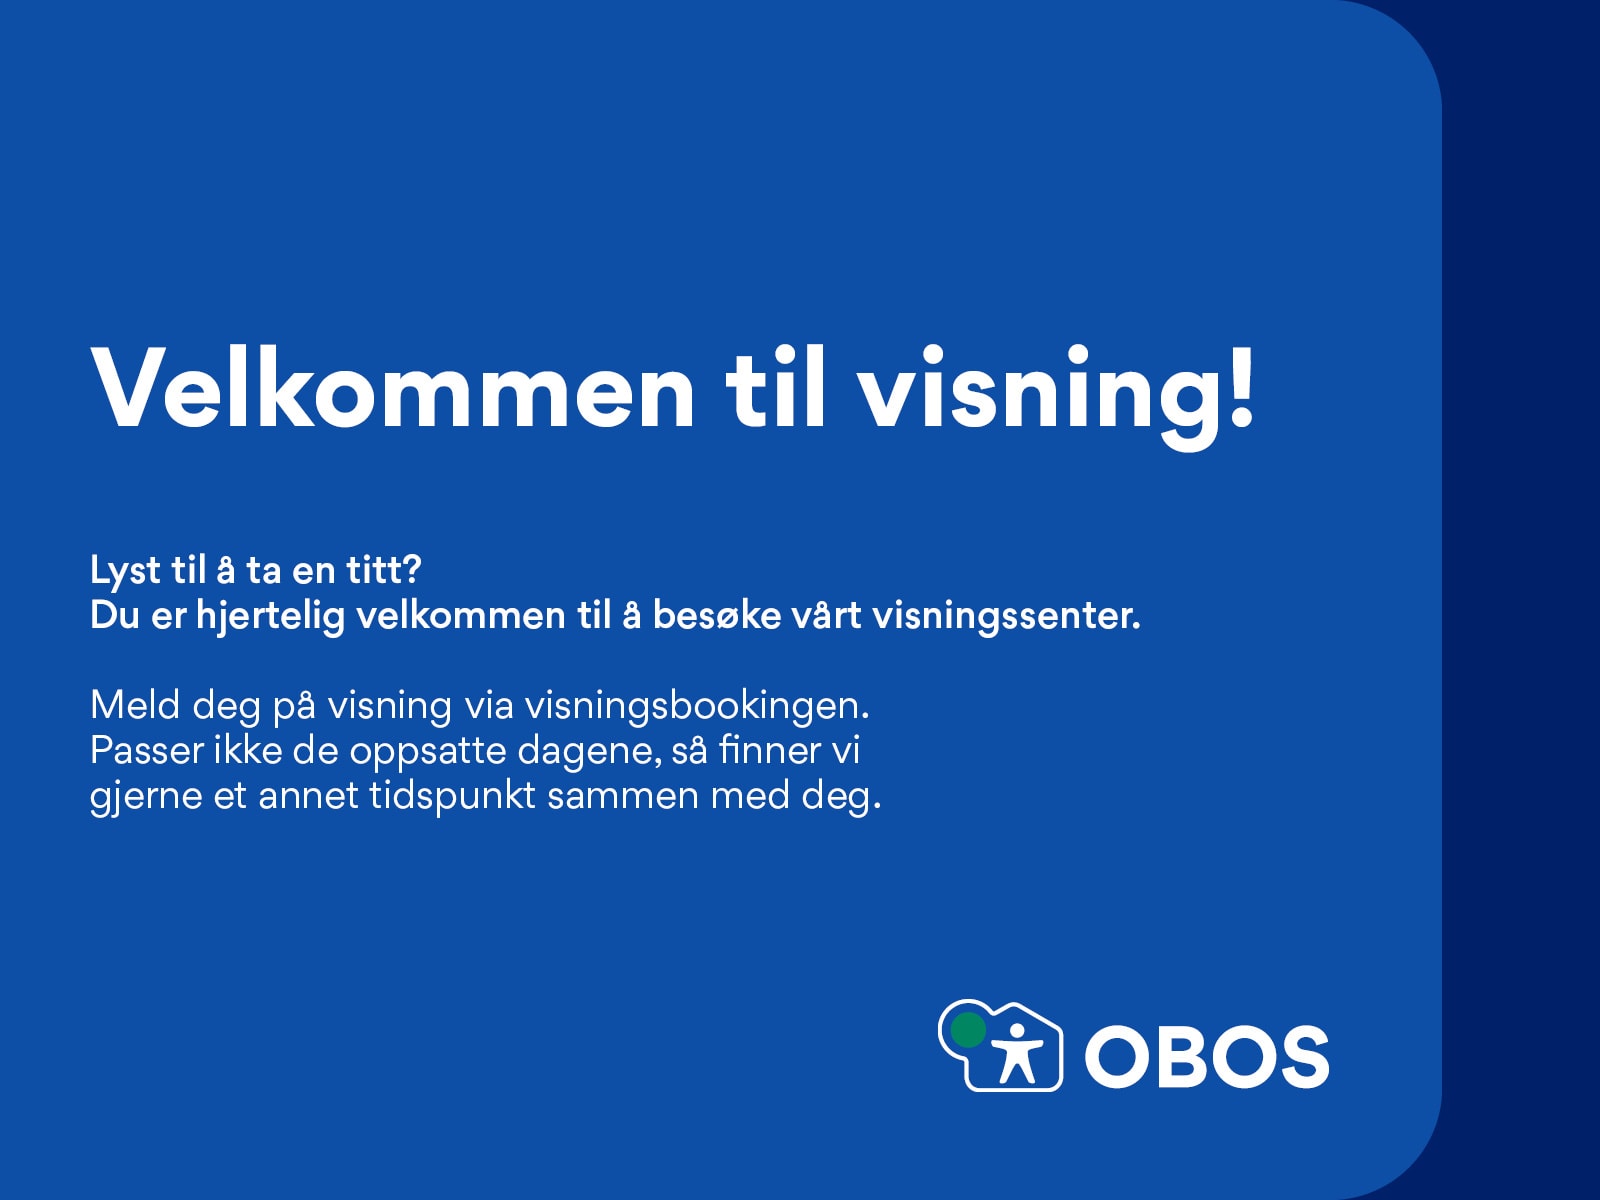 Velkommen til visning!
Lyst til å ta en titt?
Du er hjertelig velkommen til å besøke vårt visningssenter.
Meld deg på visning via visningsbookingen.
Passer ikke de oppsatte dagene, så finner vi
gjerne et annet tidspunkt sammen med deg.
OBOS